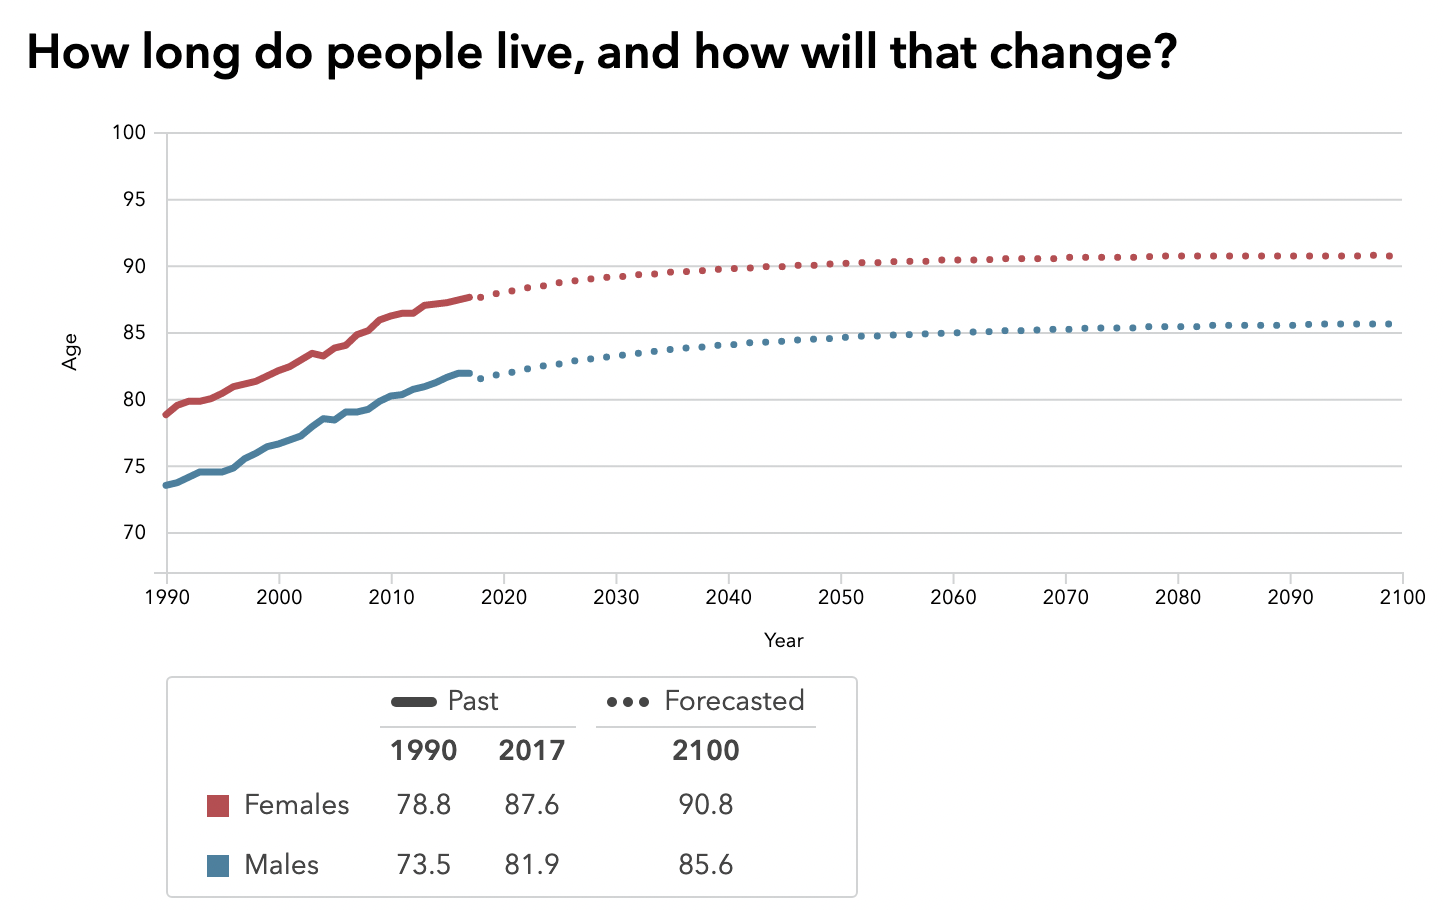 How long do people live, and how will that change?
100
95
90
85
80
75
70
Age
1990 2000 2010 2020 2030 2040 2050 2060 2070 2080 2090 2100
Year
Past Forecasted
1990 2017 2100
Females 78.8 87.6 90.8
Males 73.5 81.9 85.6